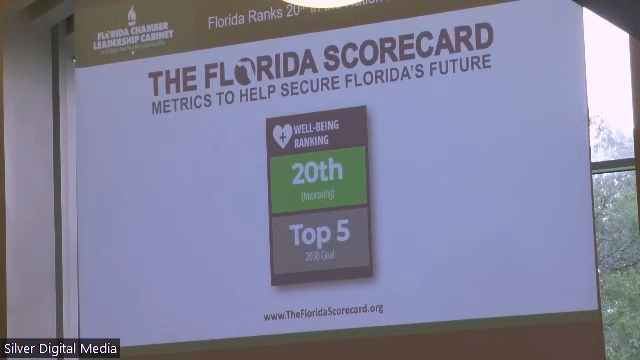 FLORIDA CHAMBER
LEADERSHIP CABINET
Florida Ranks 20th in
THE FLORIDA SCORECARD
METRICS TO HELP SECURE FLORIDA'S FUTURE
WELL-BEING
RANKING
20th
(Improving)
Top 5
2030 Goal
www.TheFloridaScorecard.org
Silver Digital Media